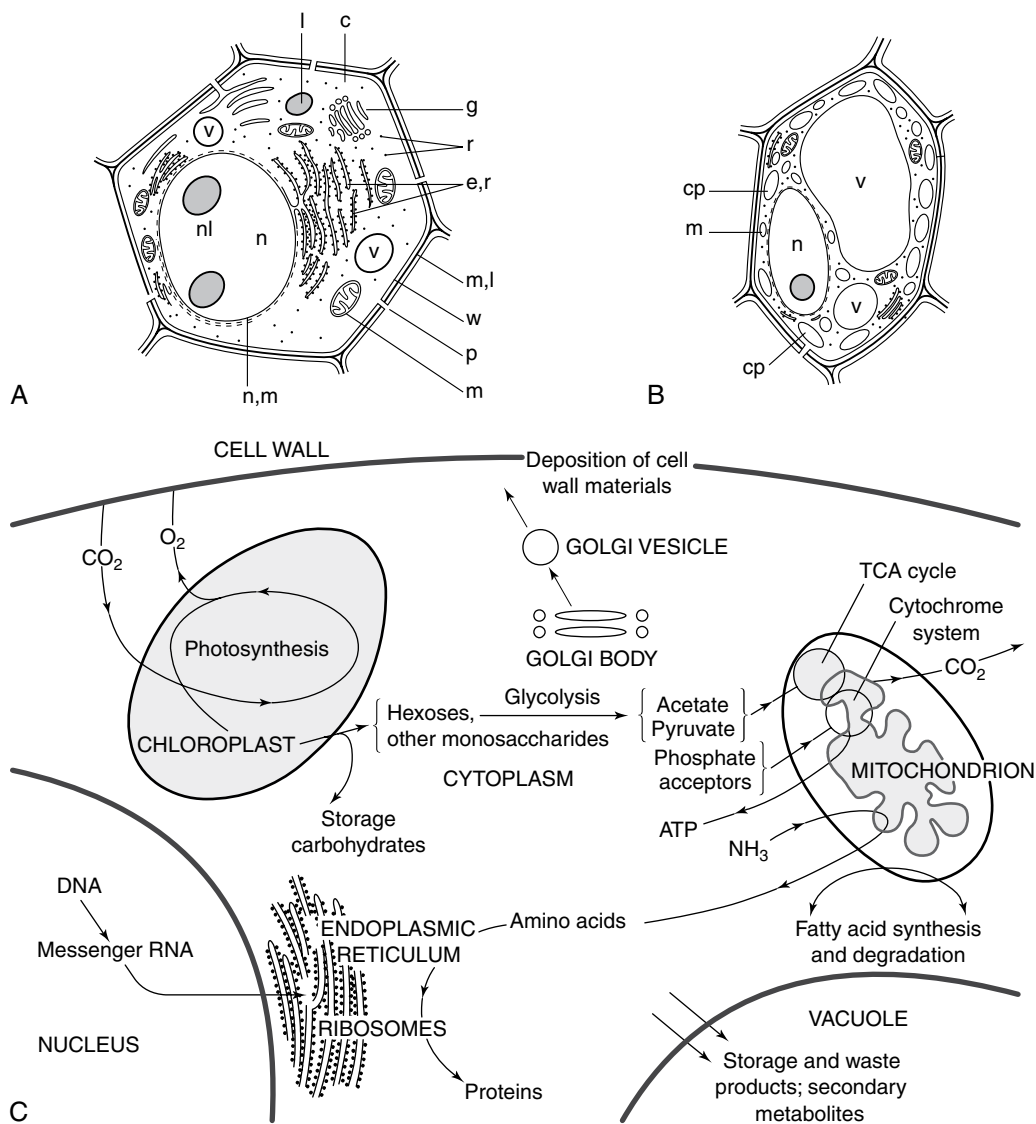 l
c
g
r
e,r
m,l
w
p
m
n,m
v
nl
n
v
A
cp
m
cp
v
n
v
B
CELL WALL
Deposition of cell
wall materials
O2
CO2
GOLGI VESICLE
GOLGI BODY
TCA cycle
Cytochrome
system
CO2
Photosynthesis
CHLOROPLAST
Glycolysis
Hexoses,
other monosaccharides
Acetate
Pyruvate
Phosphate
acceptors
CYTOPLASM
MITOCHONDRION
Storage
carbohydrates
ATP
NH3
DNA
Messenger RNA
NUCLEUS
ENDOPLASMIC
RETICULUM
Amino acids
Fatty acid synthesis
and degradation
RIBOSOMES
Proteins
VACUOLE
Storage and waste
products; secondary
metabolites
C